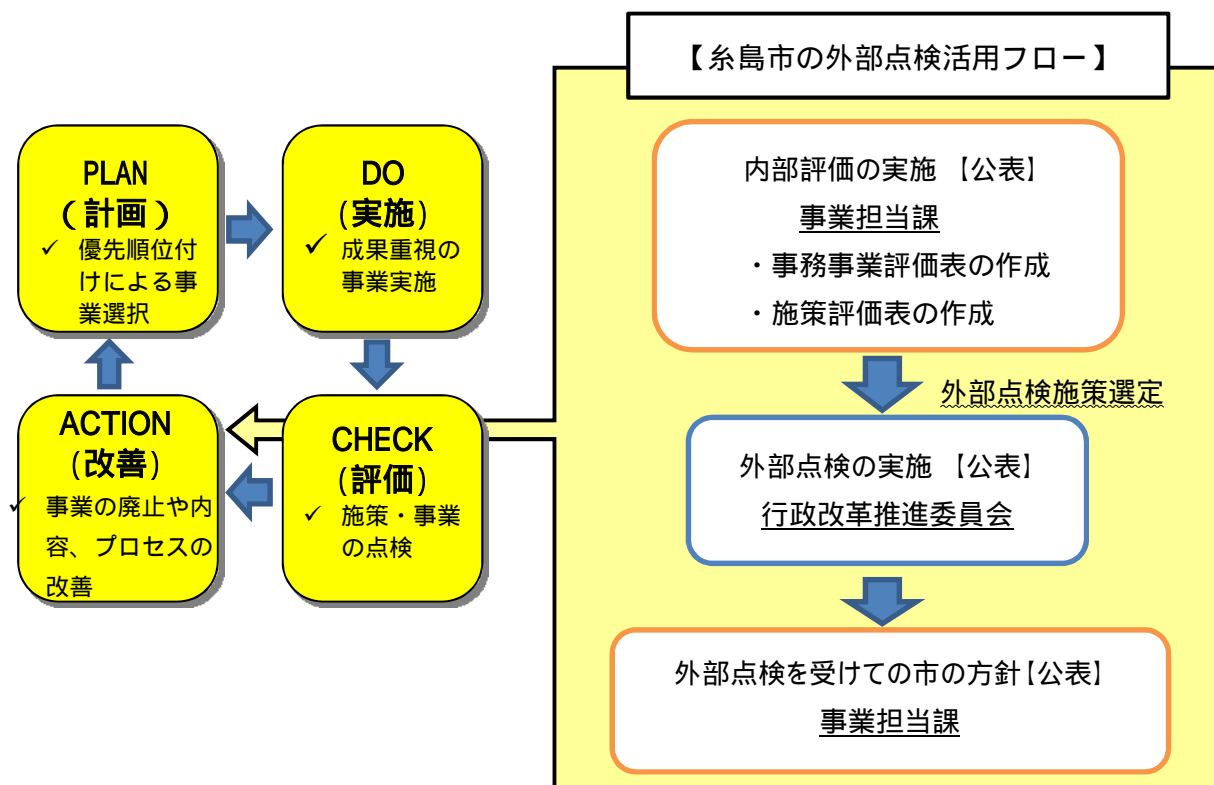 【糸島市の外部点検活用フロー】
PLAN
(計画)
✓ 優先順位付
けによる事
業選択
DO
(実施)
✓ 成果重視の
事業実施
ACTION
(改善)
✓ 事業の廃止や内
容、プロセスの
改善
CHECK
(評価)
✓ 施策・事業
の点検
内部評価の実施 【公表】
事業担当課
・事務事業評価表の作成
・施策評価表の作成
外部点検施策選定
外部点検の実施 【公表】
行政改革推進委員会
外部点検を受けての市の方針【公表】
事業担当課